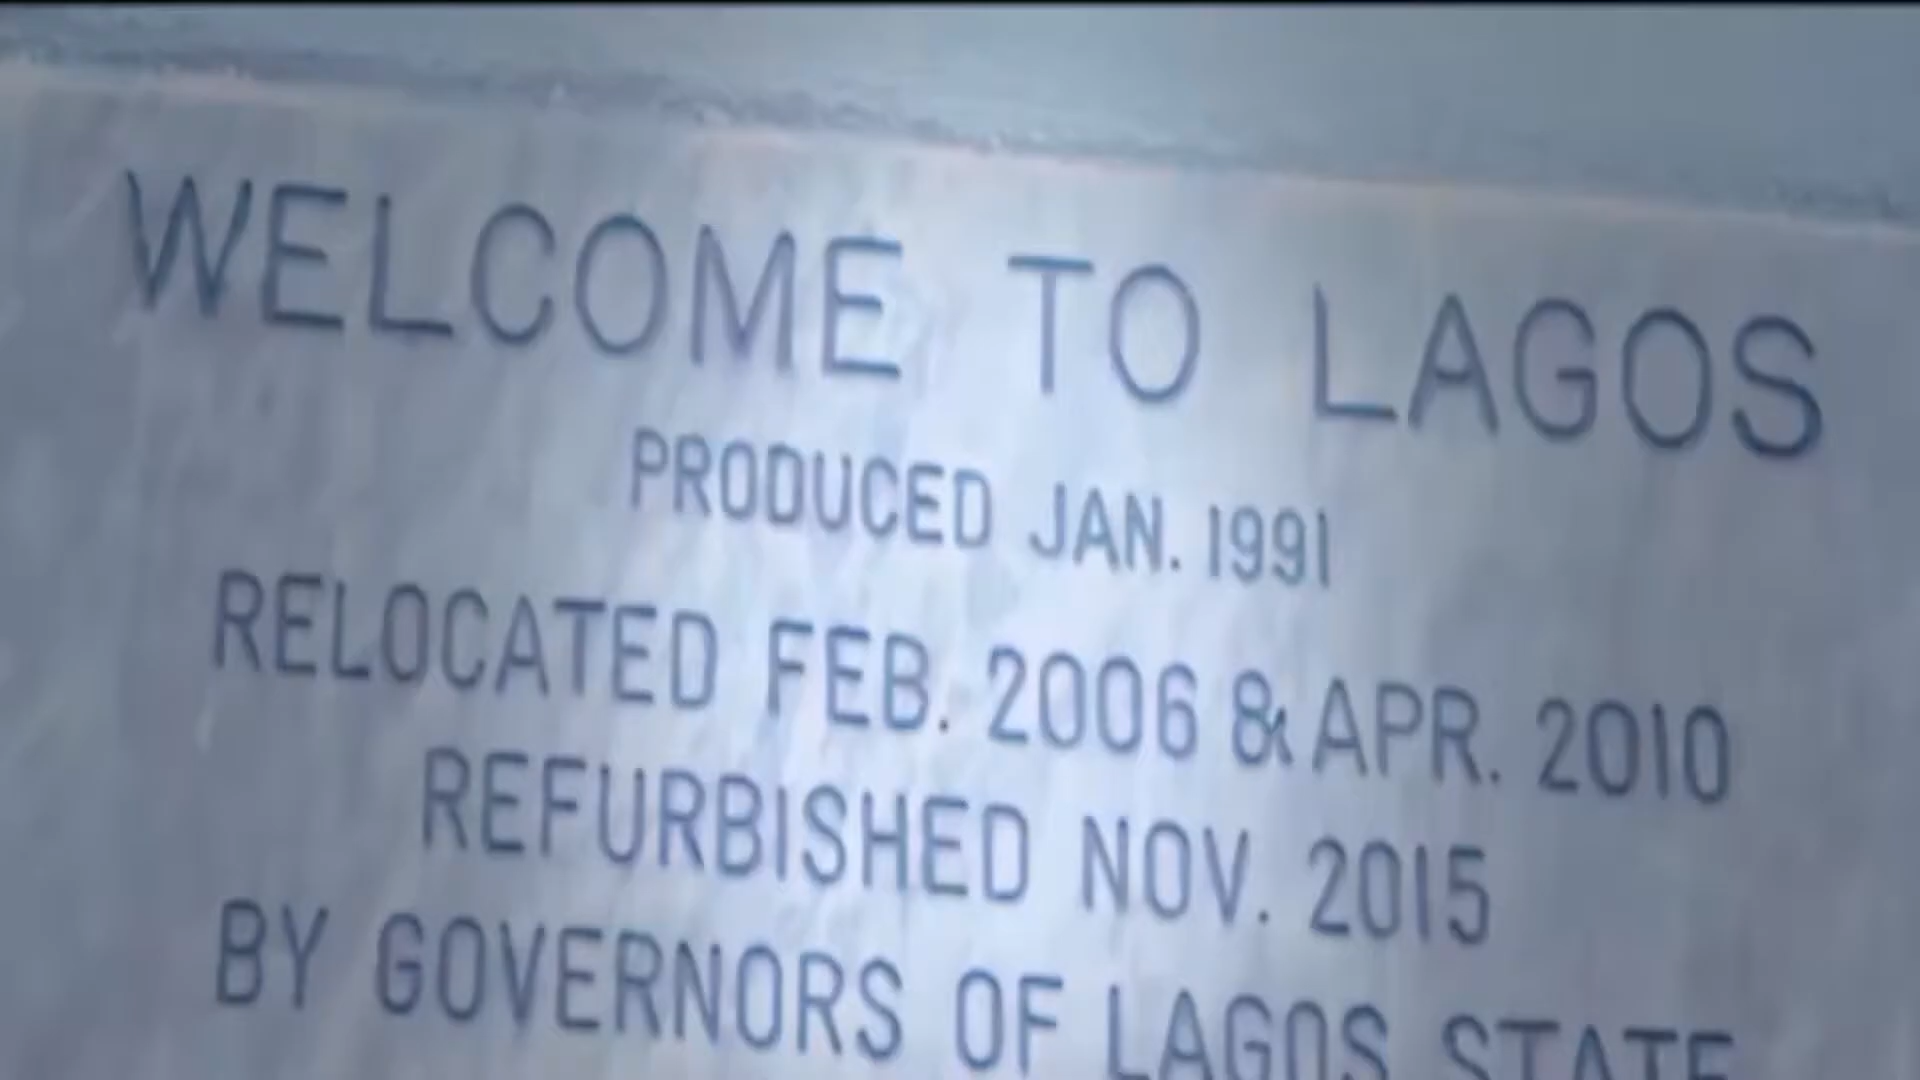 WELCOME TO LAGOS
PRODUCED JAN. 1991
RELOCATED FEB. 2006 & APR. 2010
REFURBISHED NOV. 2015
BY GOVERNORS OF LAGOS STATE